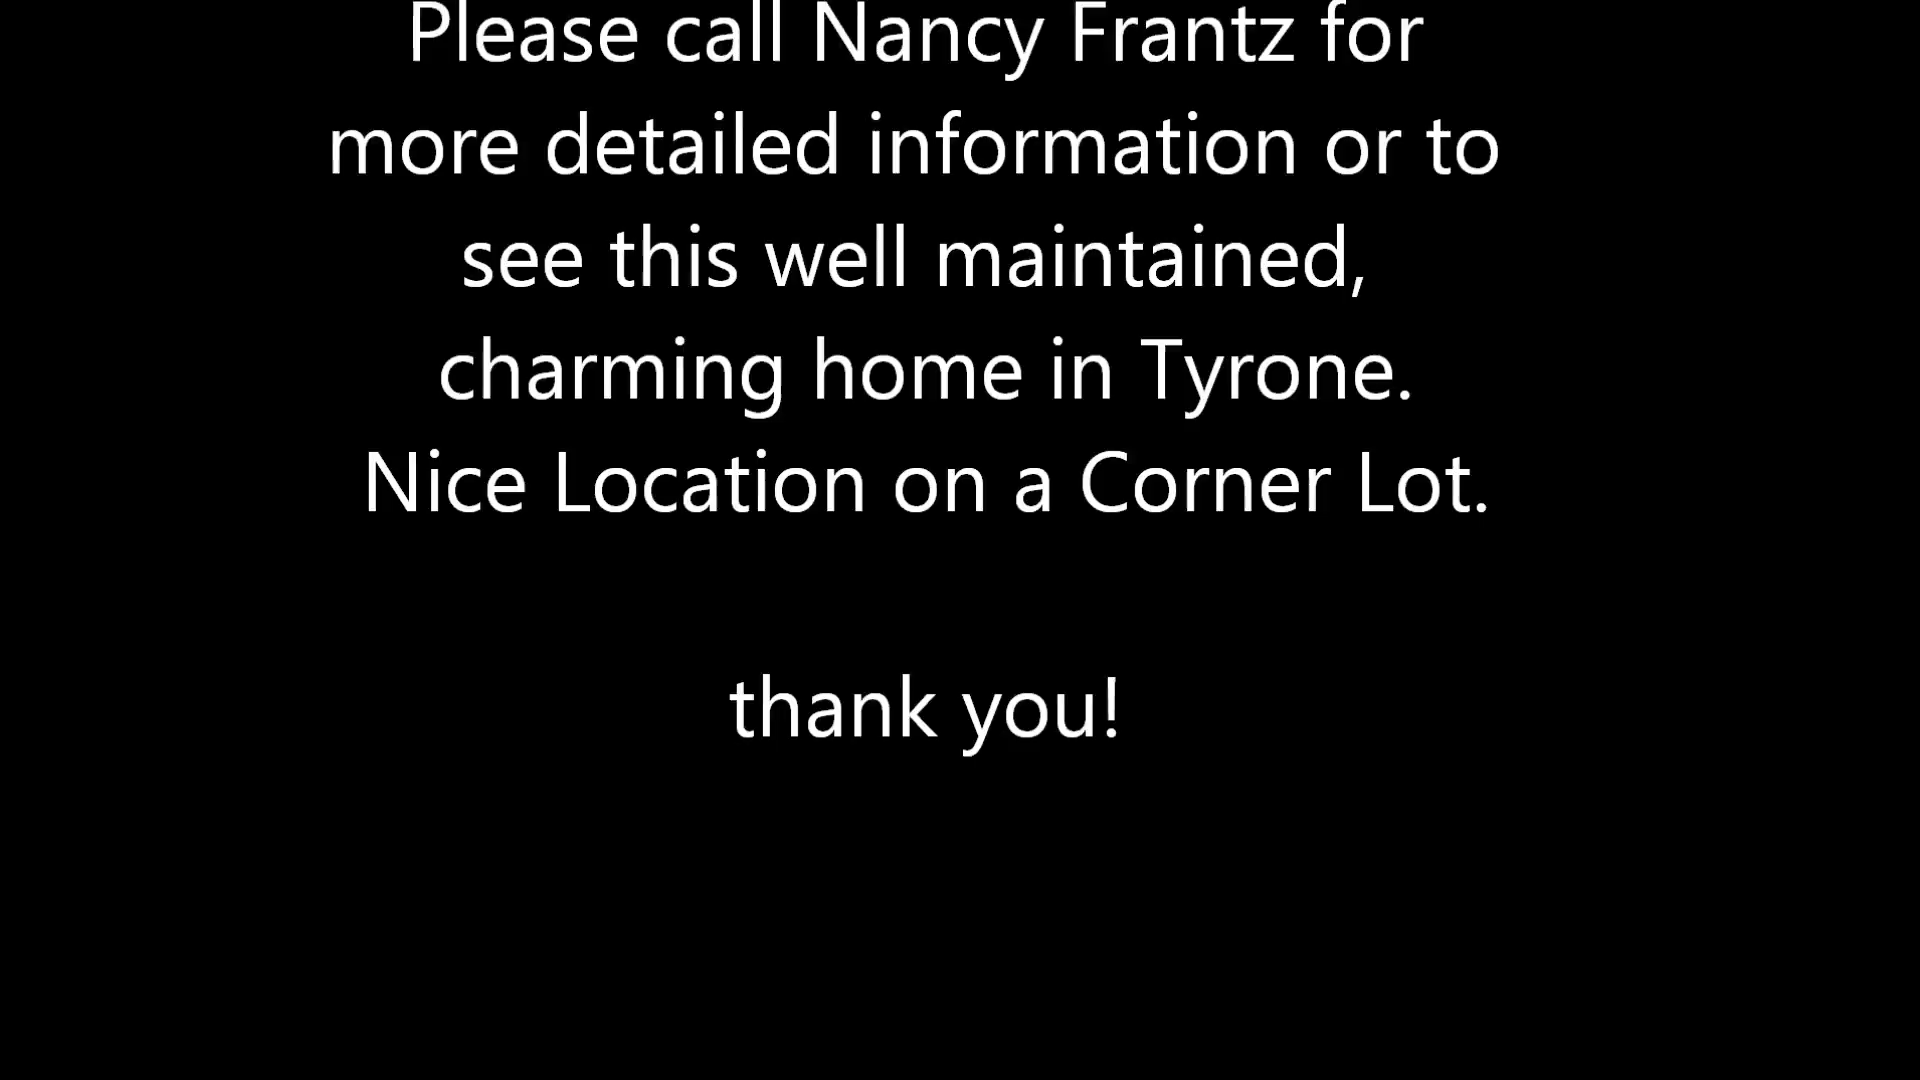 Please call Nancy Frantz for
more detailed information or to
see this well maintained,
charming home in Tyrone.
Nice Location on a Corner Lot.
thank you!